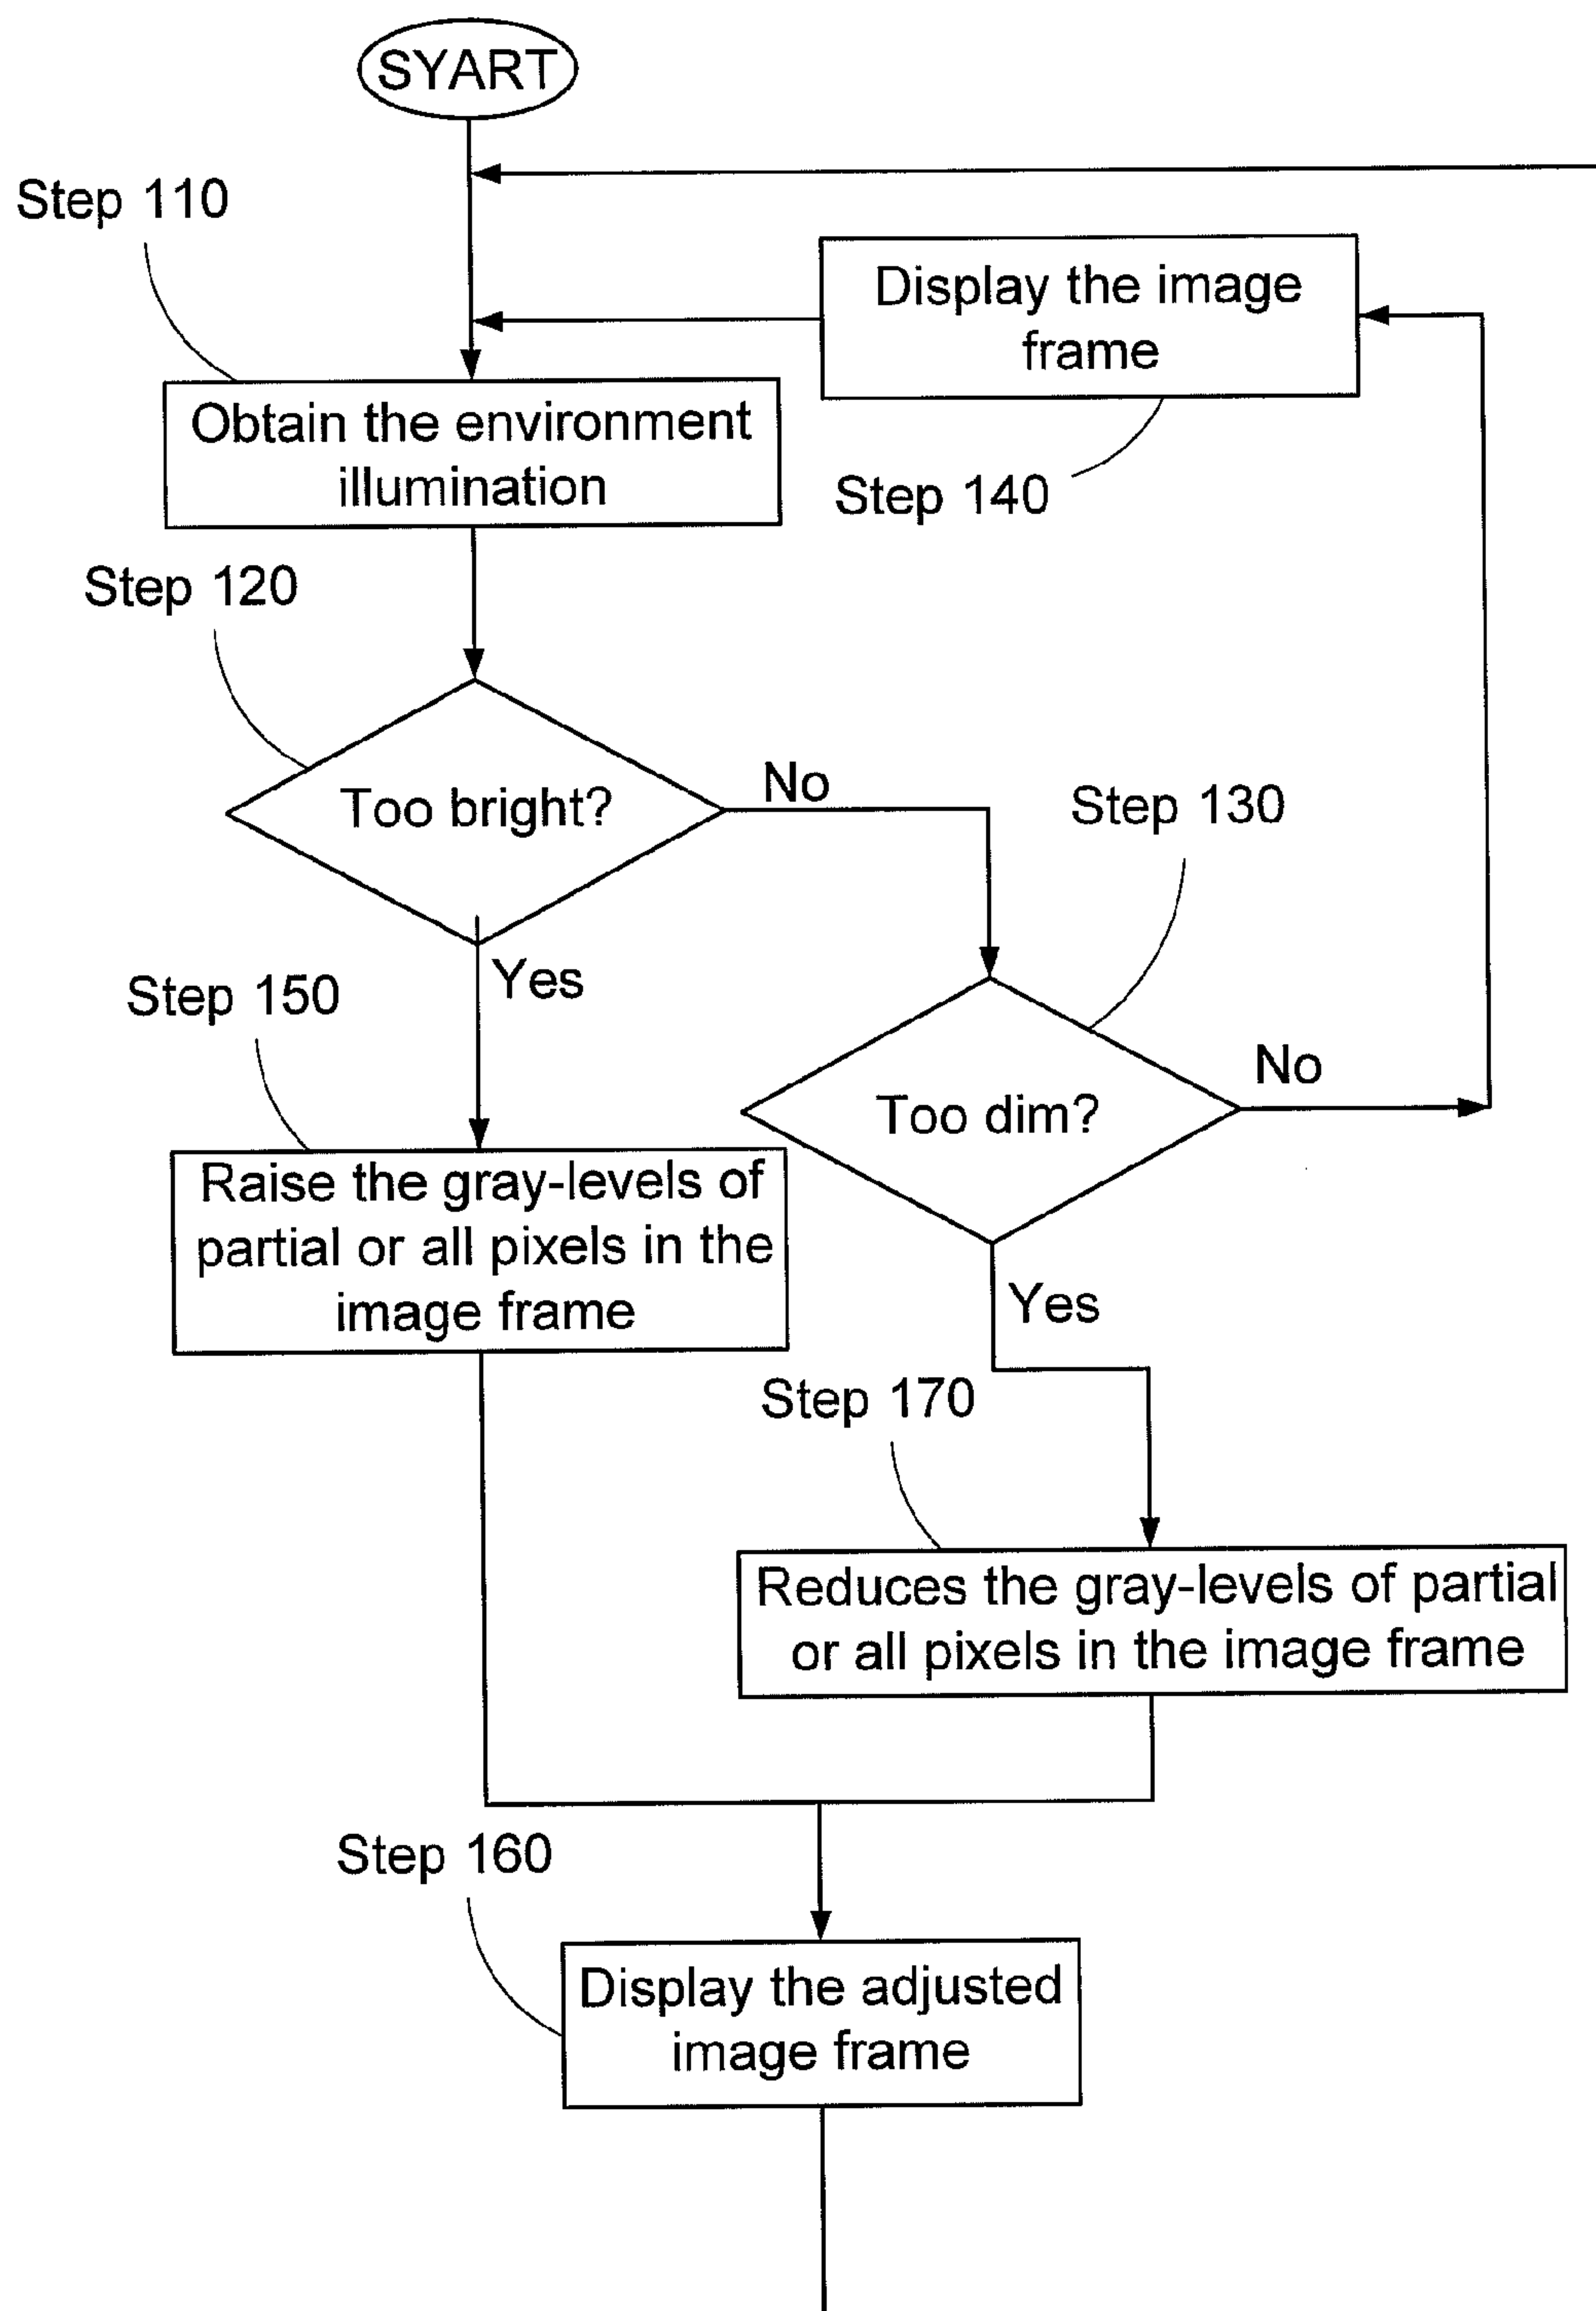 SYART
Step 110
Display the image
frame
Obtain the environment
illumination
Step 140
Step 120
Too bright?
No
Step 130
Yes
Step 150
Too dim?
No
Raise the gray-levels of
partial or all pixels in the
image frame
Yes
Step 170
Reduces the gray-levels of partial
or all pixels in the image frame
Step 160
Display the adjusted
image frame